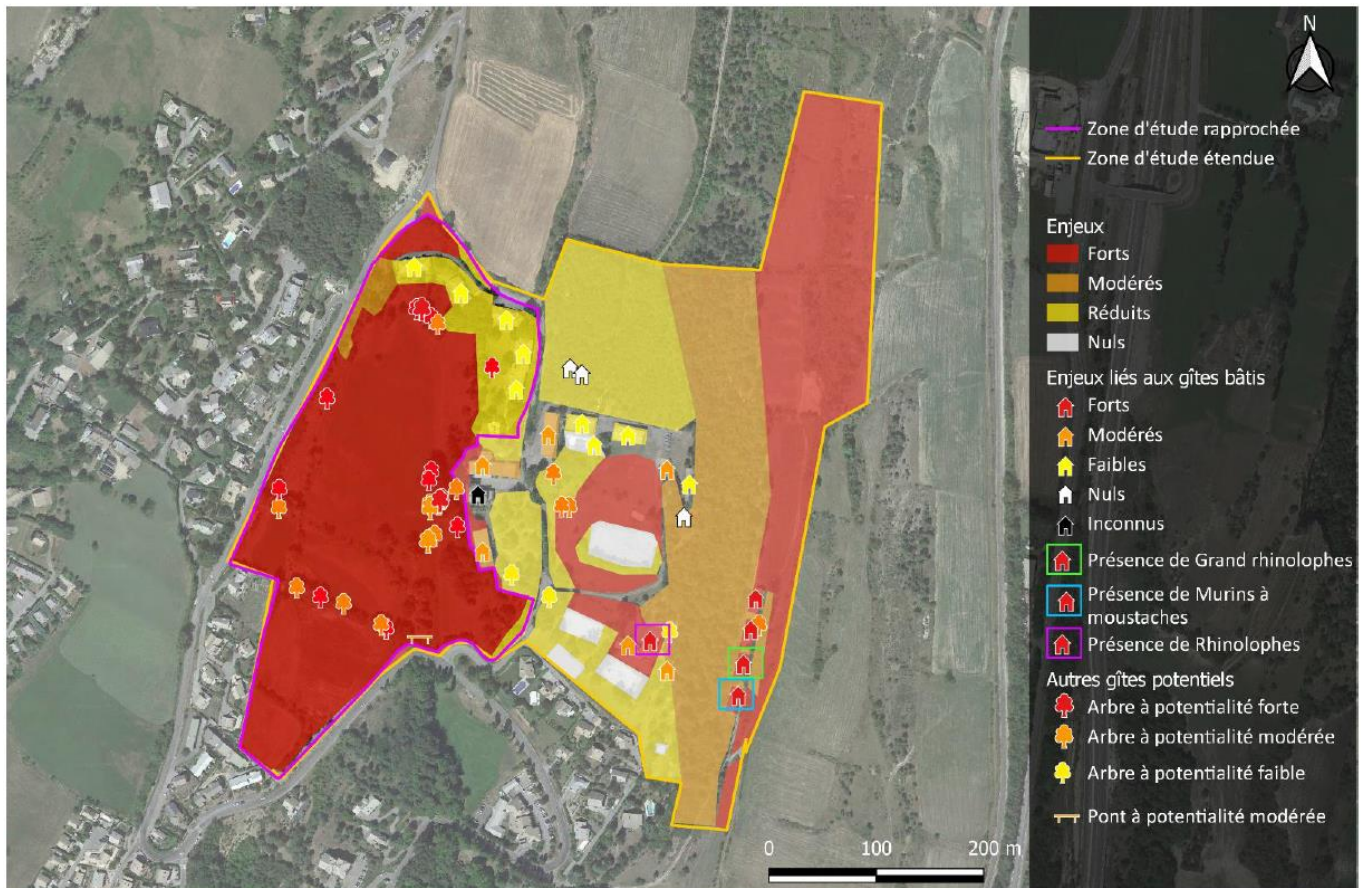 N
Zone d'étude rapprochée
Zone d'étude étendue
Enjeux
Forts
Modérés
Réduits
Nuls
Enjeux liés aux gîtes bâtis
Forts
Modérés
Faibles
Nuls
Inconnus
Présence de Grand rhinolophes
Présence de Murins à
moustaches
Présence de Rhinolophes
Autres gîtes potentiels
Arbre à potentialité forte
Arbre à potentialité modérée
Arbre à potentialité faible
Pont à potentialité modérée
0 100 200 m